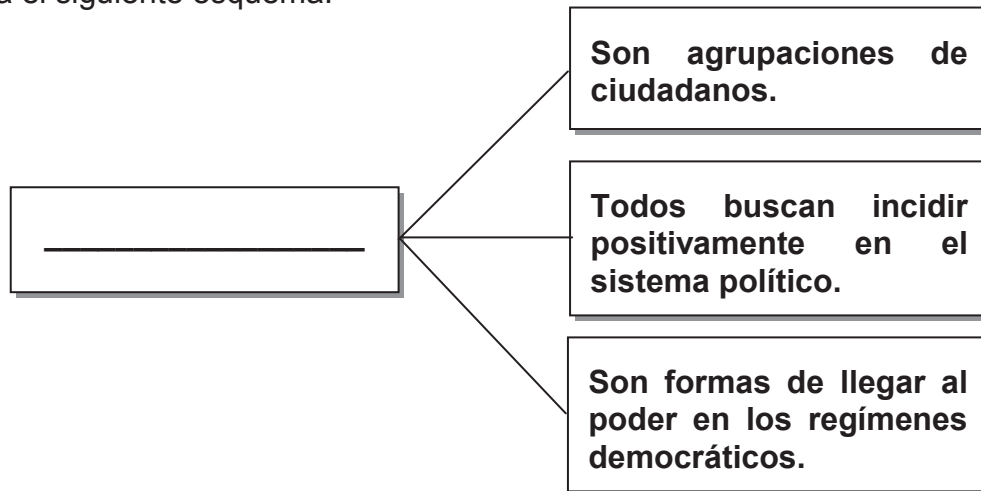 a el siguiente esquema:
Son agrupaciones de
ciudadanos.
Todos buscan incidir
positivamente en el
sistema político.
Son formas de llegar al
poder en los regímenes
democráticos.